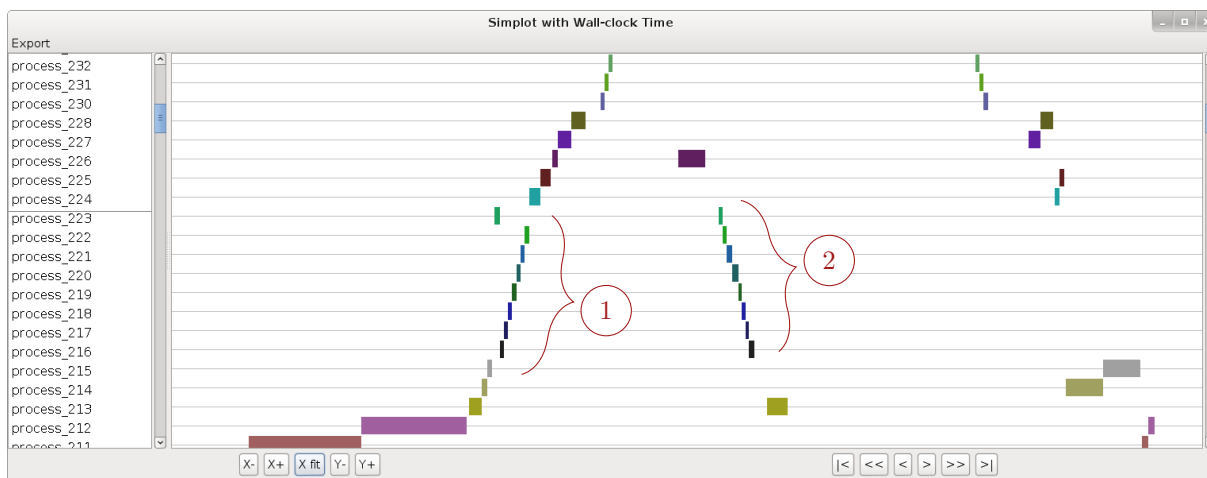 Simplot with Wall-clock Time
Export
process_232
process_231
process_230
process_228
process_227
process_226
process_225
process_224
process_223
process_222
process_221
process_220
process_219
process_218
process_217
process_216
process_215
process_214
process_213
process_212
process_211
1
2
X- X+ X fit Y- Y+ |< << < > >> >|